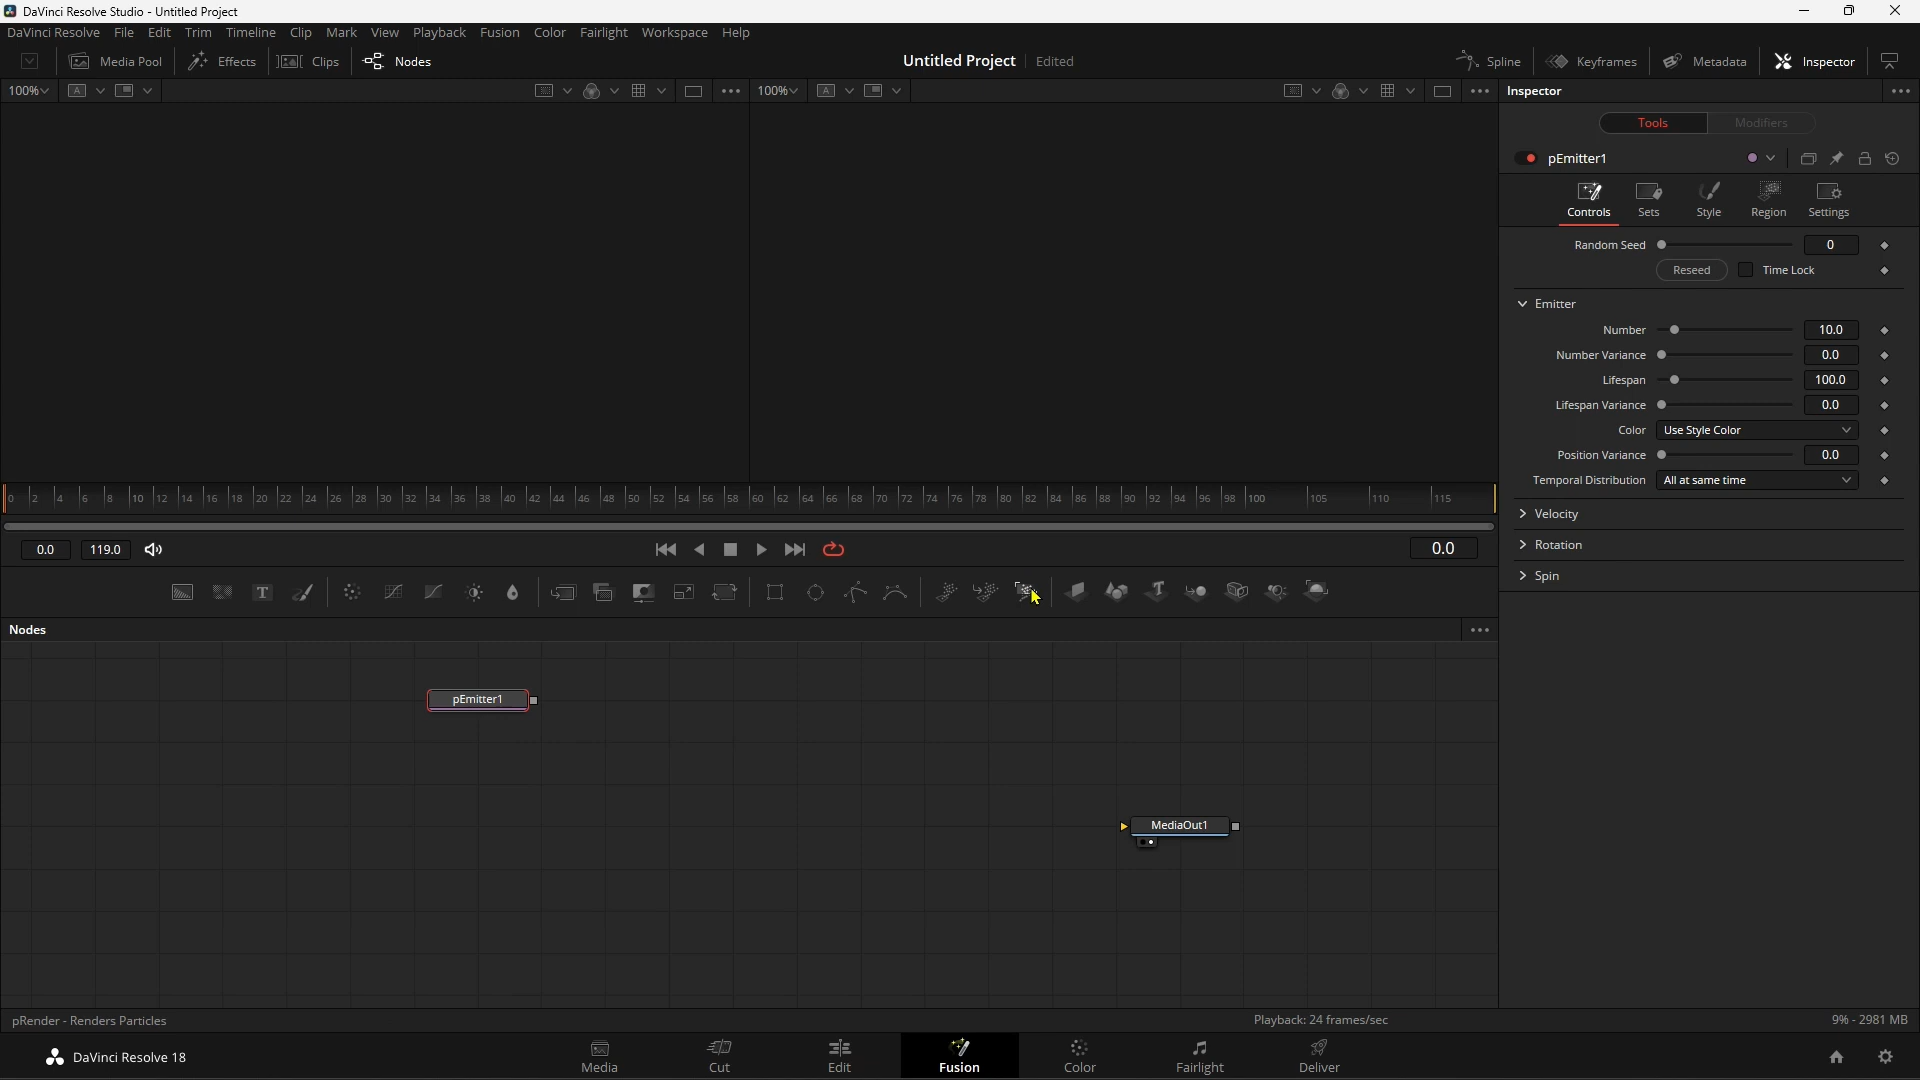 DaVinci Resolve Studio - Untitled Project
DaVinci Resolve File Edit Trim Timeline Clip Mark View Playback Fusion Color Fairlight Workspace Help
Media Pool Effects Clips Nodes Untitled Project Edited Spline Keyframes Metadata Inspector
100% A 100% A Inspector
Tools Modifiers
pEmitter1
Controls Sets Style Region Settings
Random Seed 0
Reseed Time Lock
Emitter
Number 10.0
Number Variance 0.0
Lifespan 100.0
Lifespan Variance 0.0
Color Use Style Color
Position Variance 0.0
Temporal Distribution All at same time
Velocity
Rotation
Spin
0 2 4 6 8 10 12 14 16 18 20 22 24 26 28 30 32 34 36 38 40 42 44 46 48 50 52 54 56 58 60 62 64 66 68 70 72 74 76 78 80 82 84 86 88 90 92 94 96 98 100 105 110 115
0.0 119.0 0.0
T T
Nodes
pEmitter1
MediaOut1
pRender - Renders Particles Playback: 24 frames/sec 9% - 2981 MB
DaVinci Resolve 18 Media Cut Edit Fusion Color Fairlight Deliver